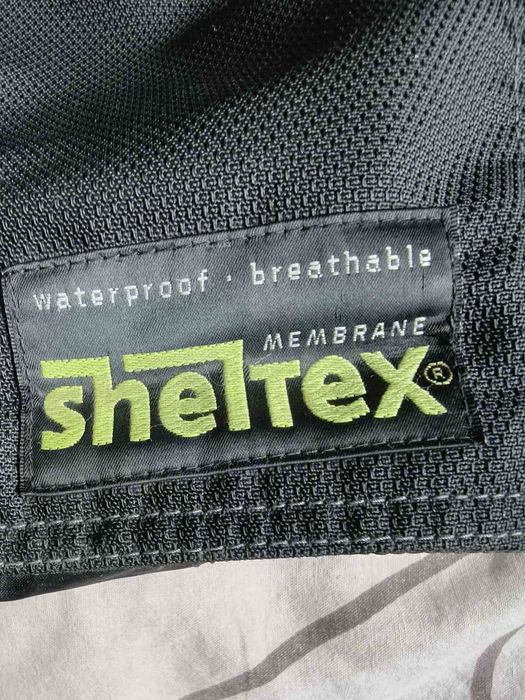 waterproof · breathable
MEMBRANE
sheltex®